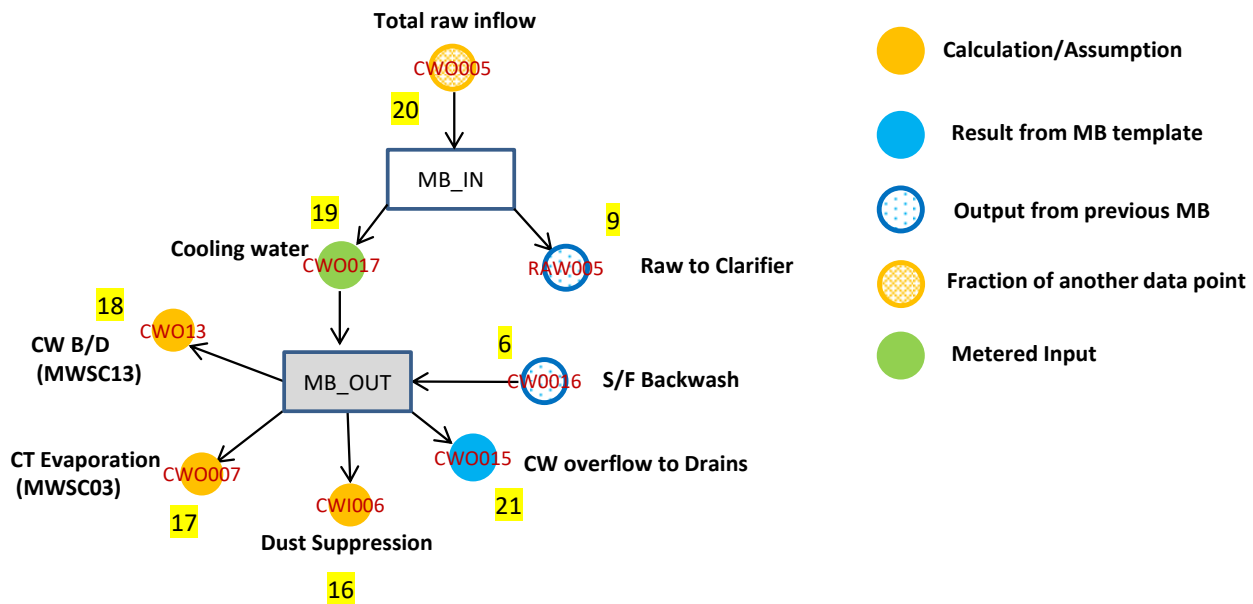 Total raw inflow
CWO005
20
MB_IN
19
9
Cooling water
CWO017
RAW005
Raw to Clarifier
18
CWO13
CW B/D
(MWSC13)
6
MB_OUT
CW0016
S/F Backwash
CT Evaporation
(MWSC03)
CWO007
17
CWI006
Dust Suppression
16
CWO015
CW overflow to Drains
21
Calculation/Assumption
Result from MB template
Output from previous MB
Fraction of another data point
Metered Input